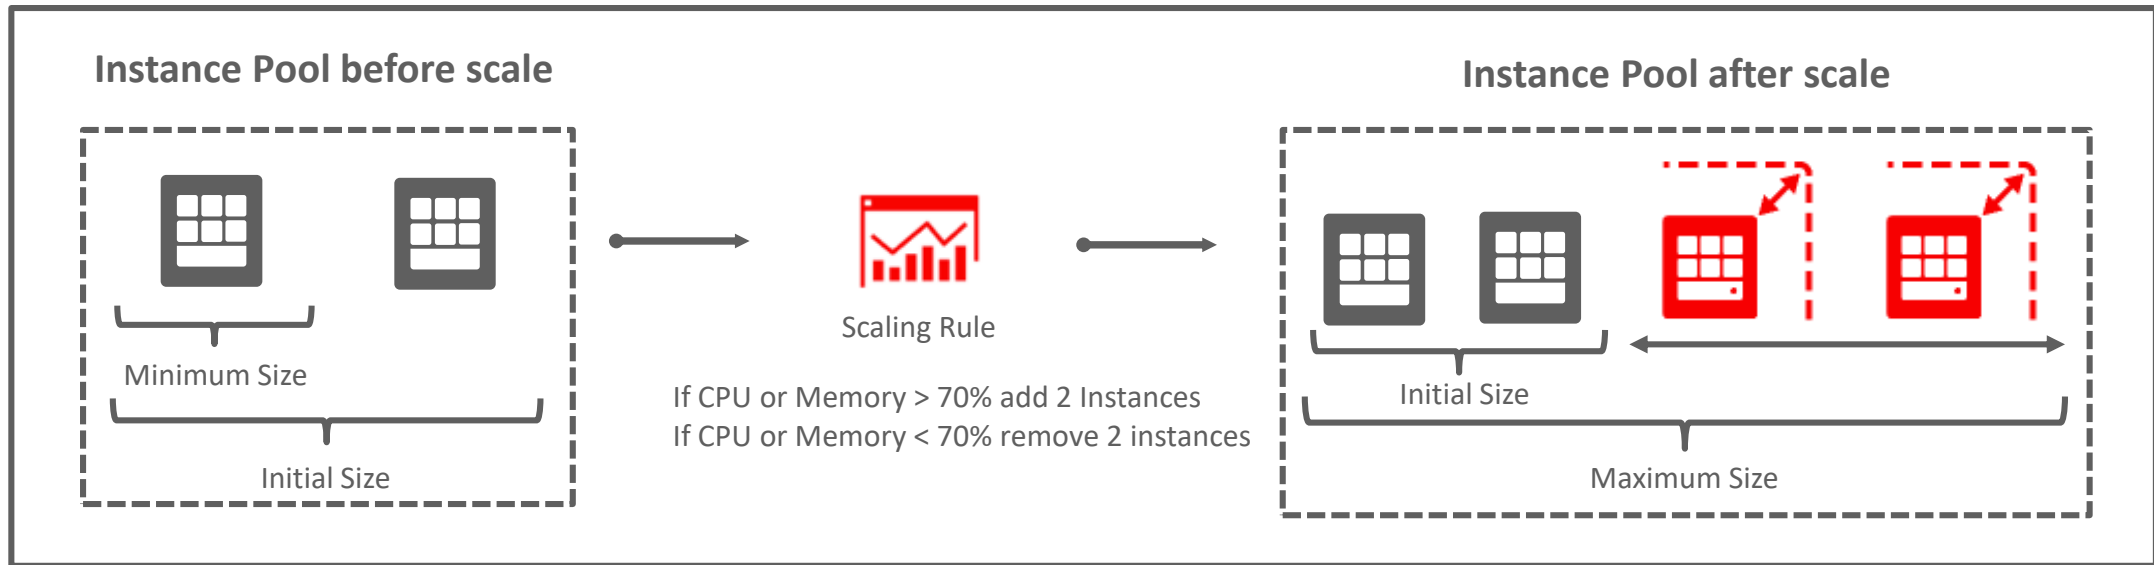 Instance Pool before scale
Minimum Size
Initial Size
Scaling Rule
If CPU or Memory > 70% add 2 Instances
If CPU or Memory < 70% remove 2 instances
Instance Pool after scale
Initial Size
Maximum Size